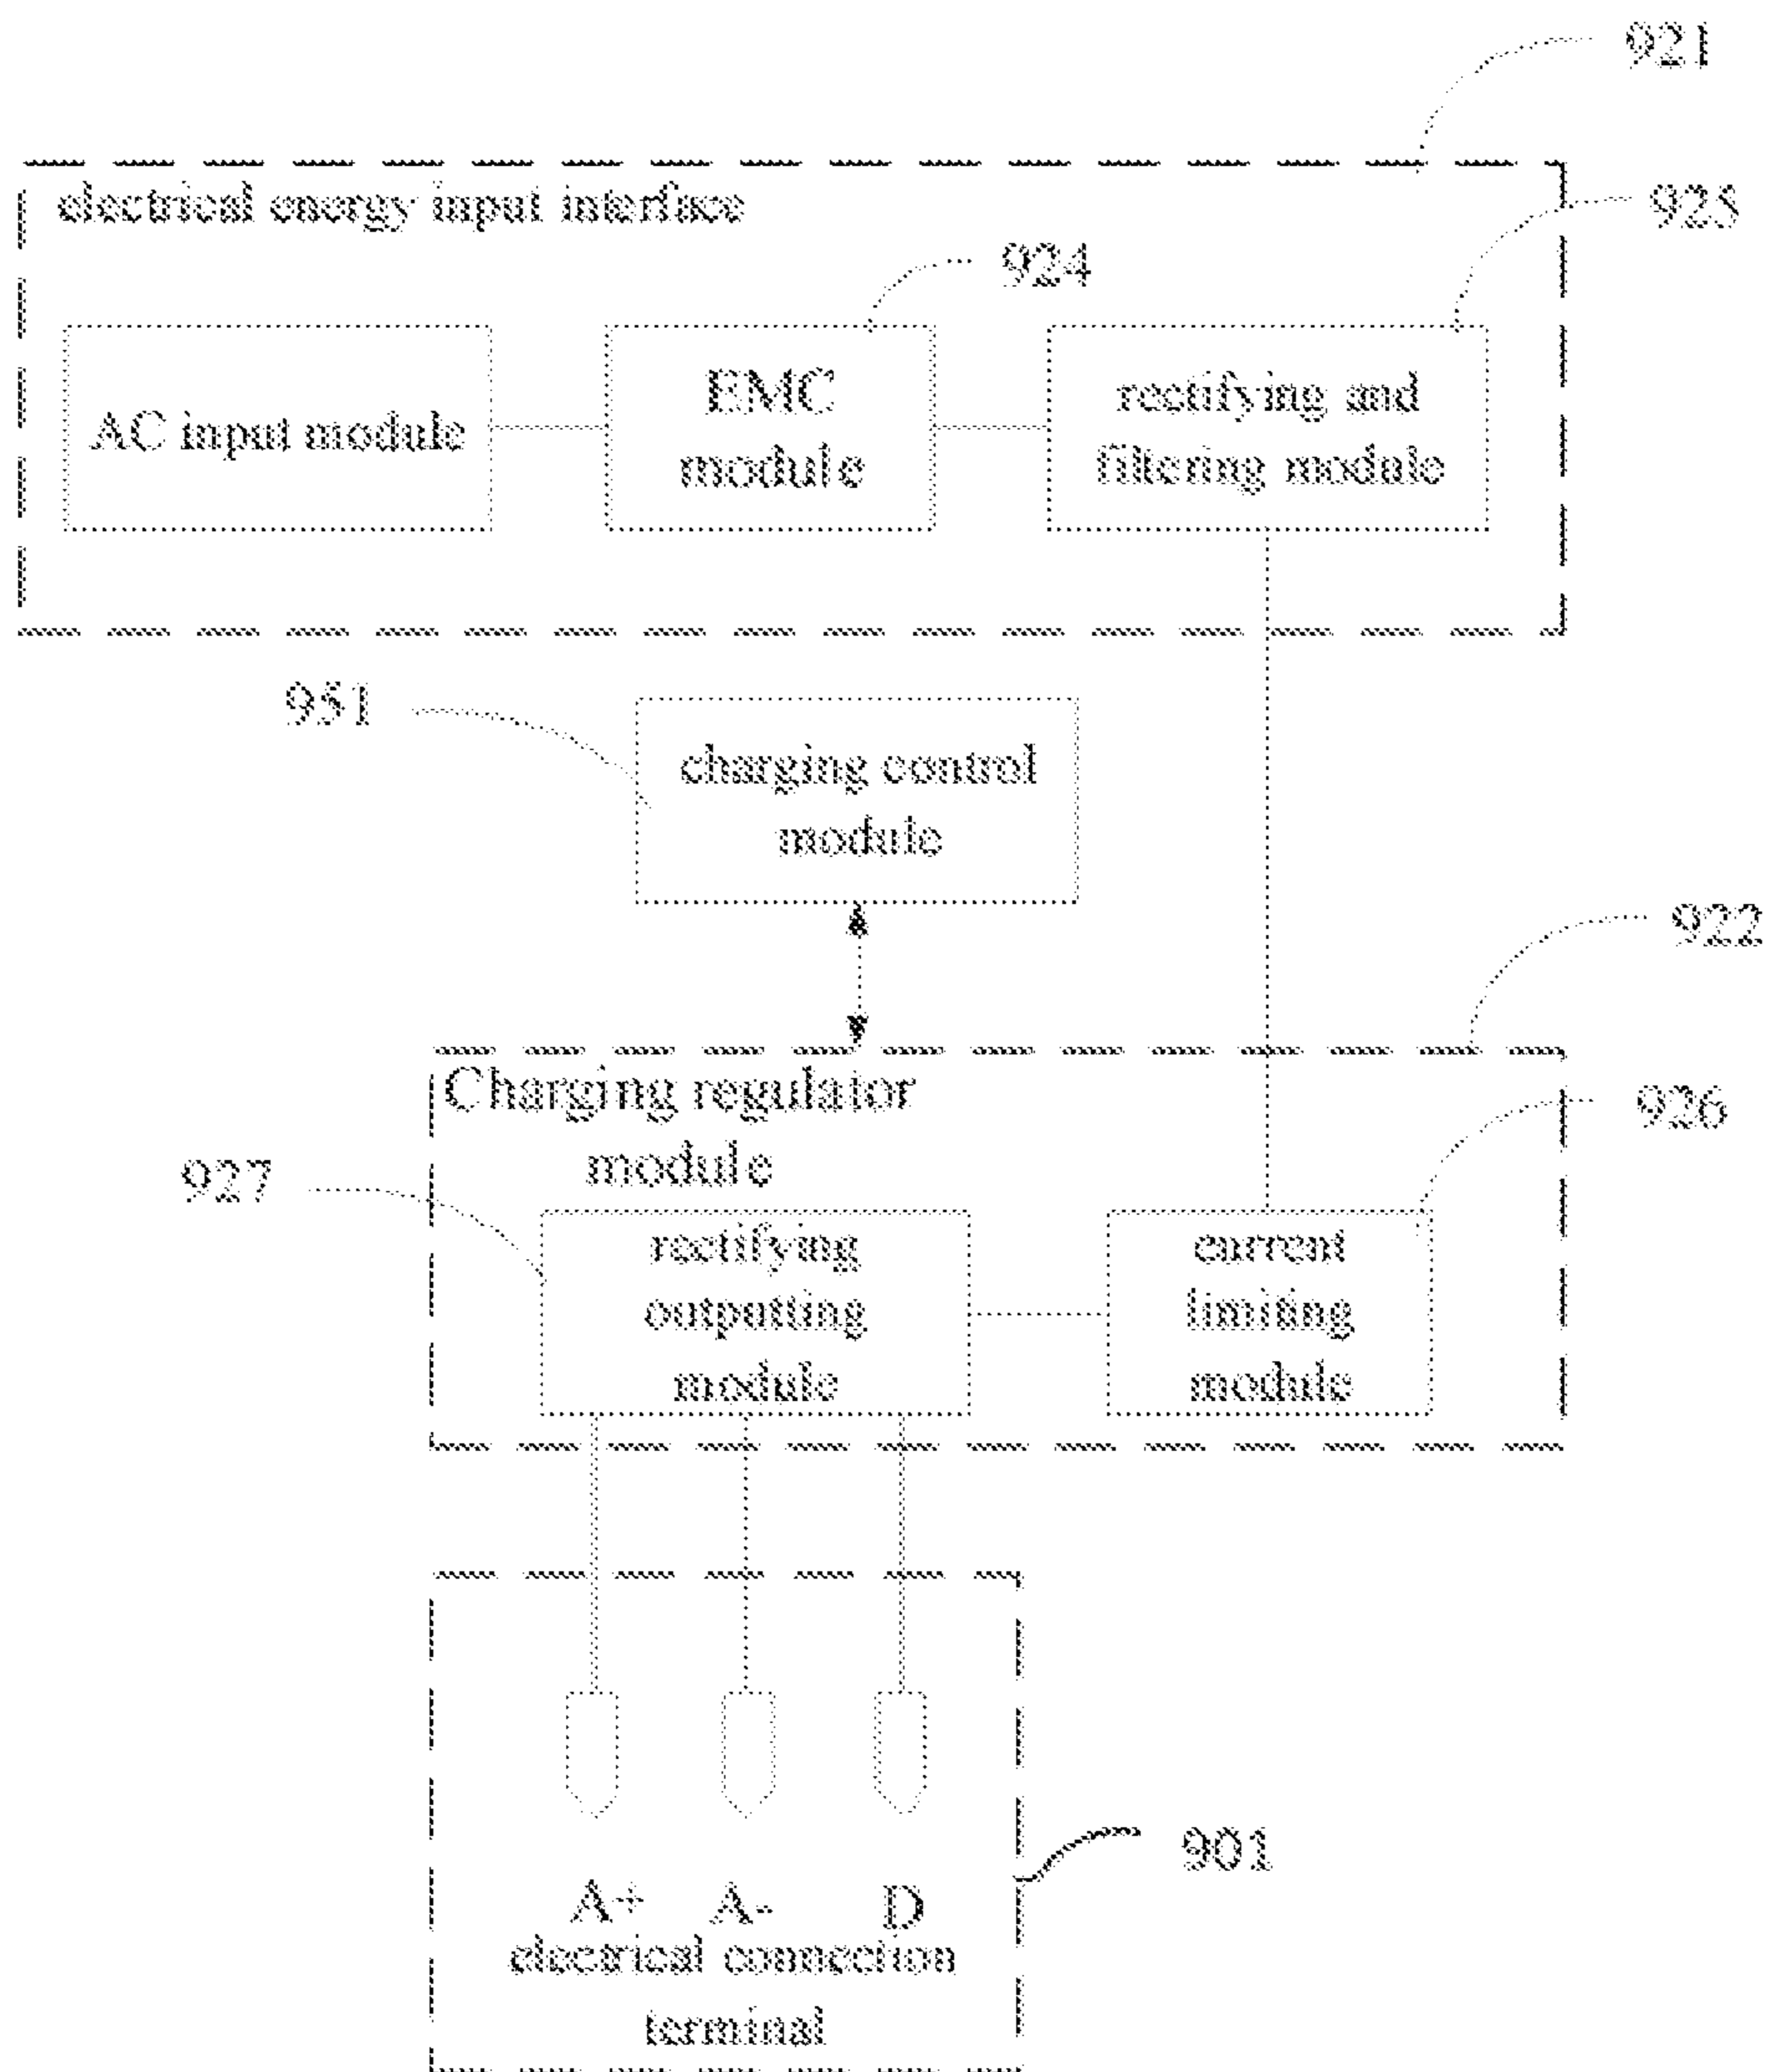 921
electrical energy input interface
925
924
AC input module
EMC
module
rectifying and
filtering module
951
charging control
module
922
Charging regulator
module
926
927
rectifying
outputting
module
current
limiting
module
901
A+ A- D
electrical connection
terminal